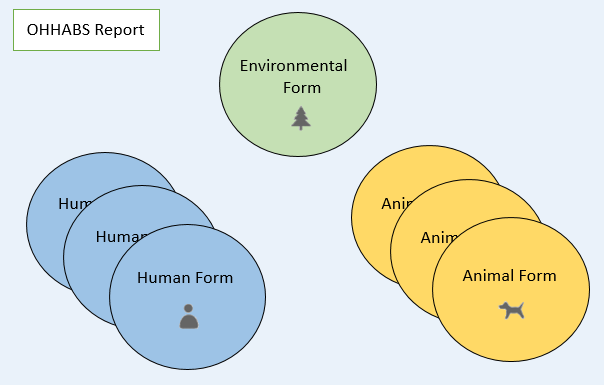 OHHABS Report
Environmental
Form
Human Form
Animal Form